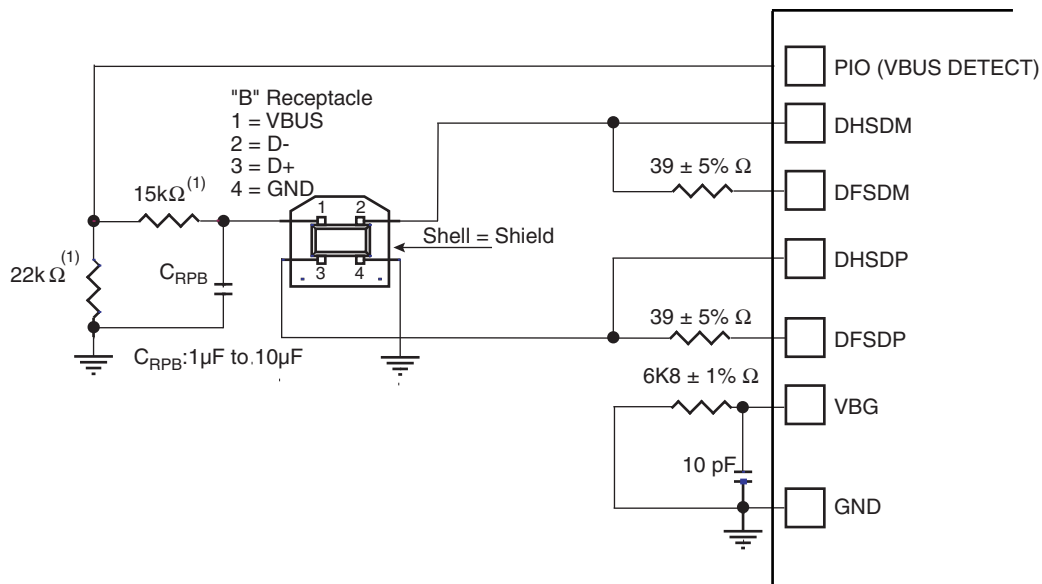 PIO (VBUS DETECT)
"B" Receptacle
1 = VBUS
2 = D-
3 = D+
4 = GND
DHSDM
39 ± 5% Ω
DFSDM
15kΩ(1)
1 2
3 4
Shell = Shield
DHSDP
22k Ω(1)
CRPB
39 ± 5% Ω
DFSDP
CRPB:1µF to 10µF
6K8 ± 1% Ω
VBG
10 pF
GND